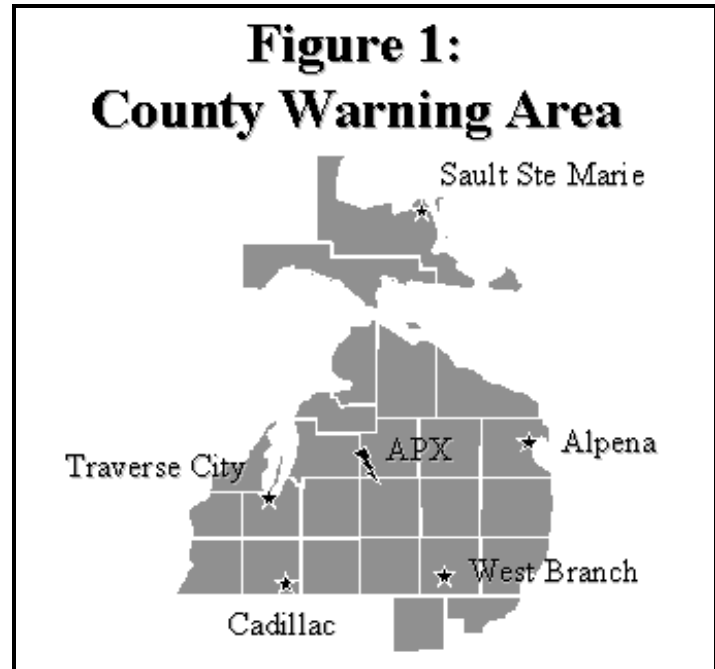 Figure 1:
County Warning Area
Sault Ste Marie
APX
Alpena
Traverse City
West Branch
Cadillac